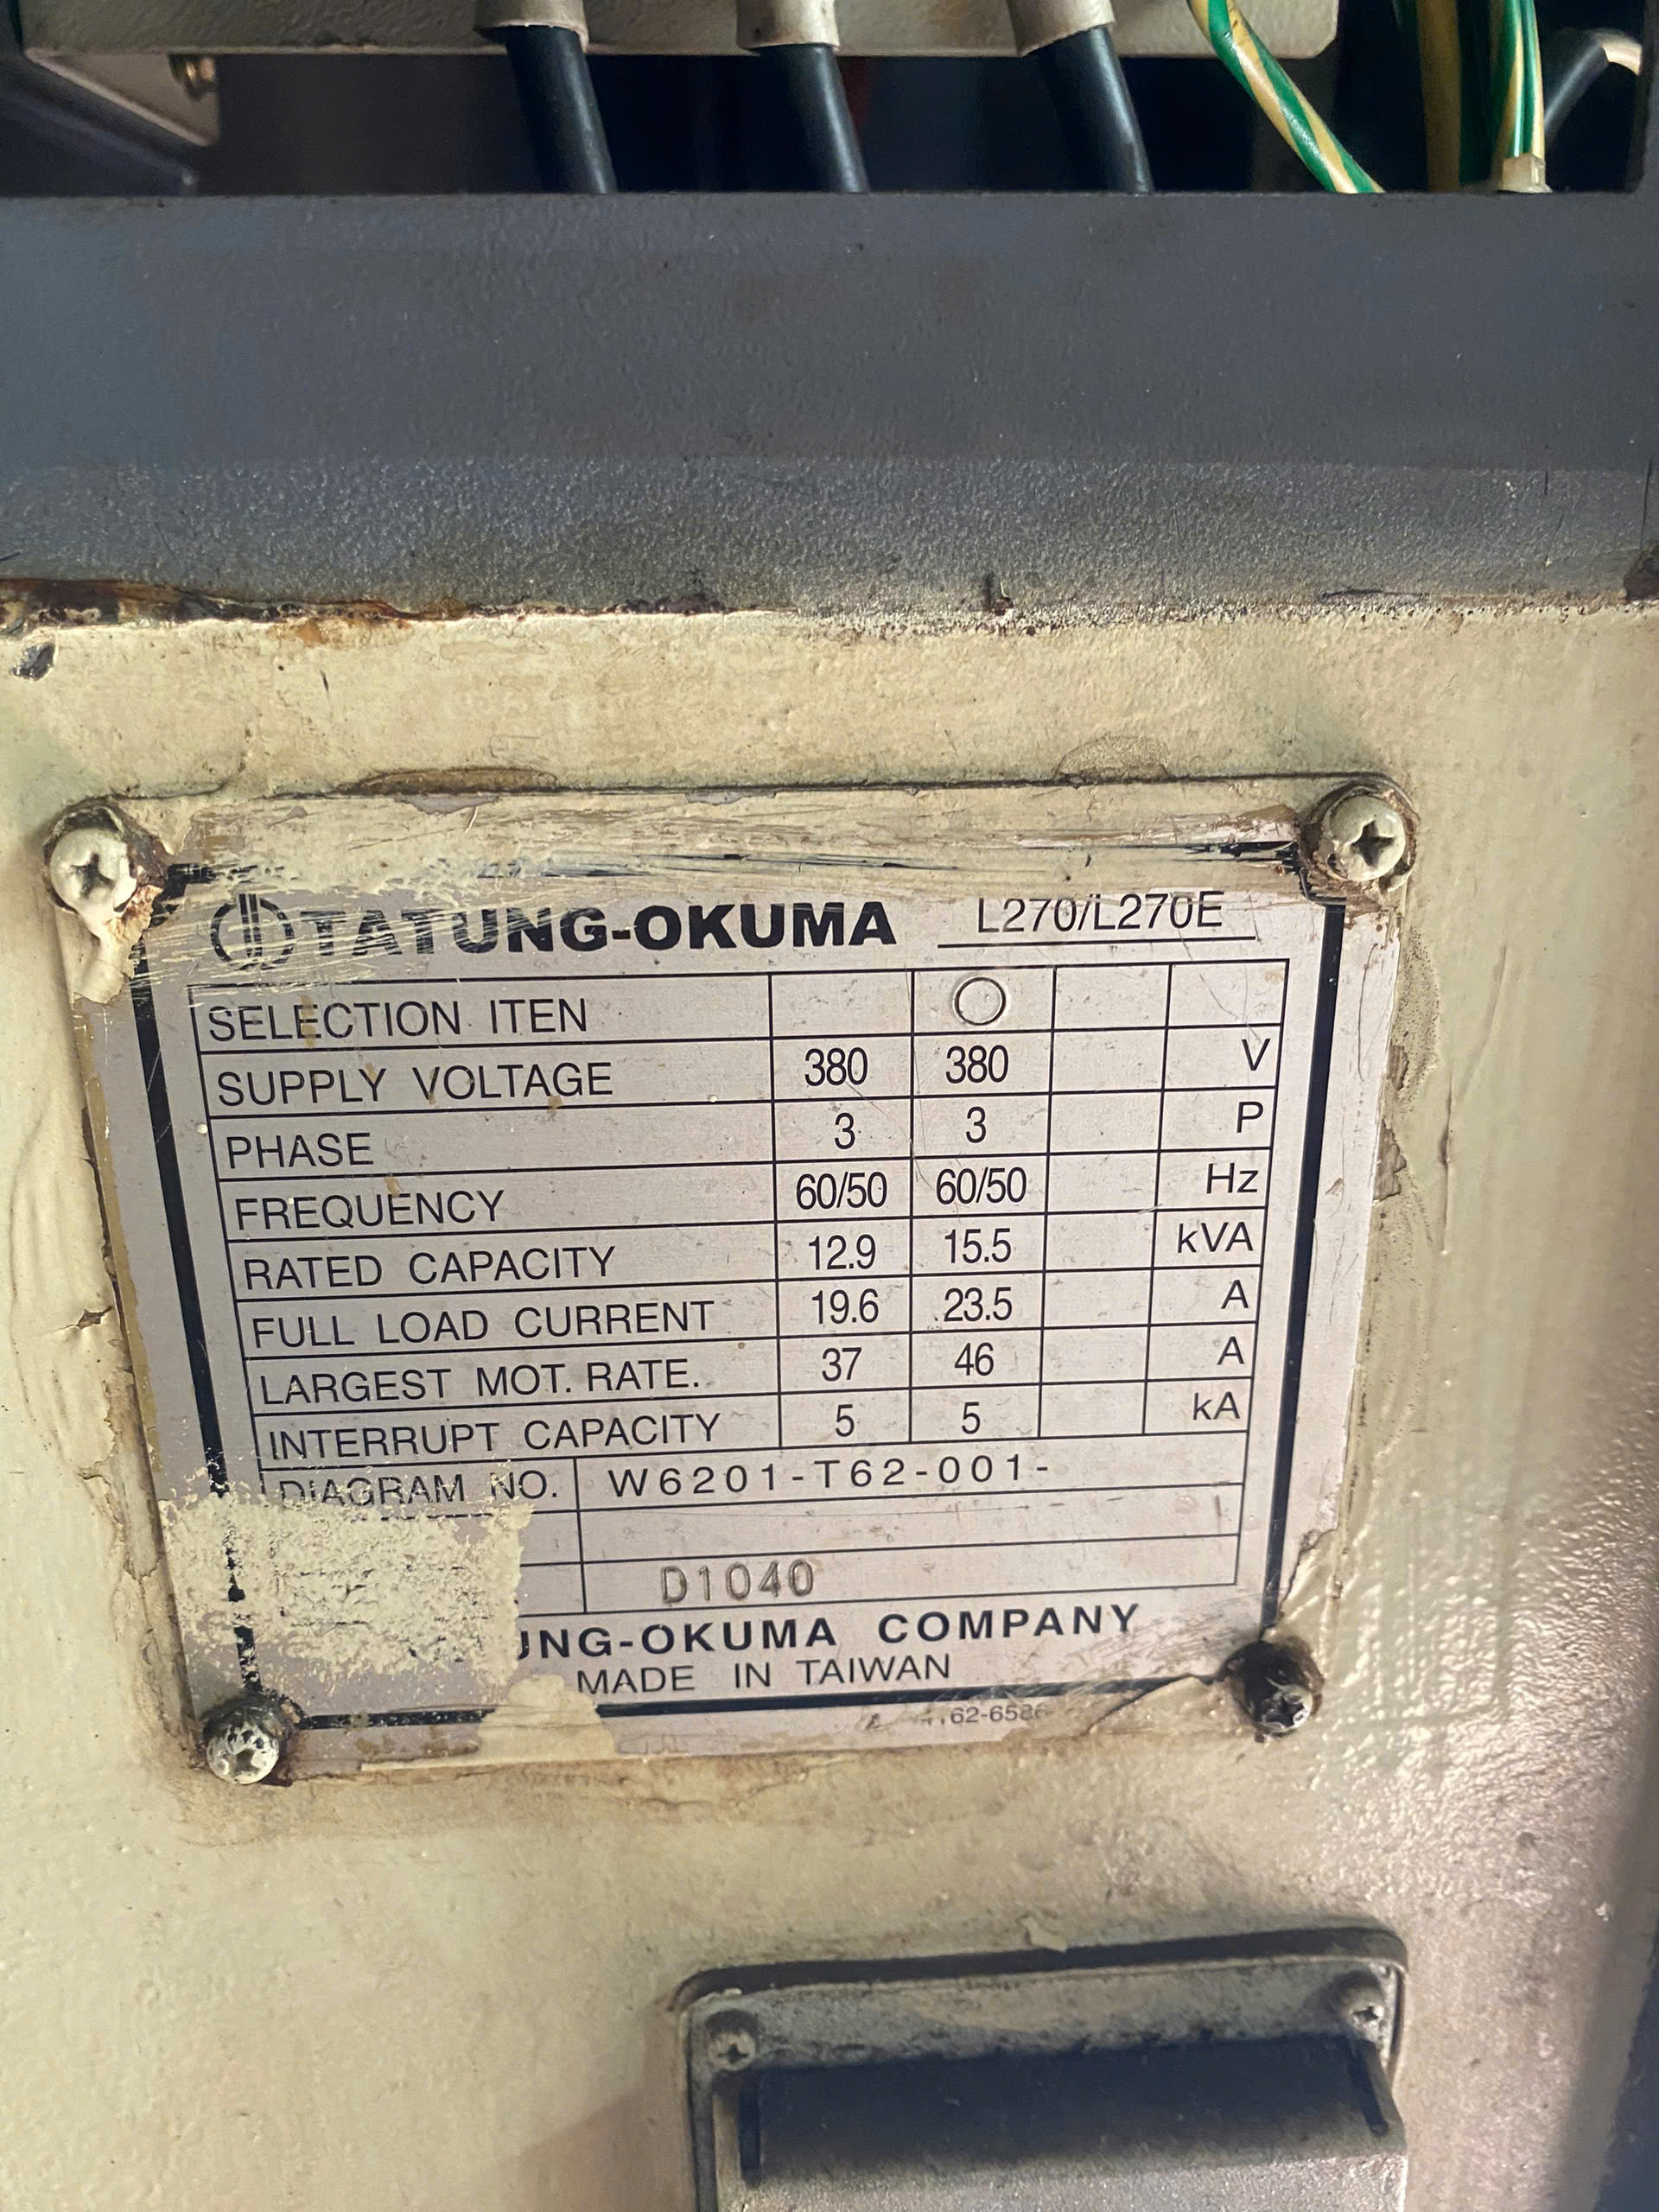 TATUNG-OKUMA L270/L270E
SELECTION ITEN ○
SUPPLY VOLTAGE 380 380 V
PHASE 3 3 P
FREQUENCY 60/50 60/50 Hz
RATED CAPACITY 12.9 15.5 kVA
FULL LOAD CURRENT 19.6 23.5 A
LARGEST MOT. RATE. 37 46 A
INTERRUPT CAPACITY 5 5 kA
DIAGRAM NO. W6201-T62-001-
D1040
UNG-OKUMA COMPANY
MADE IN TAIWAN